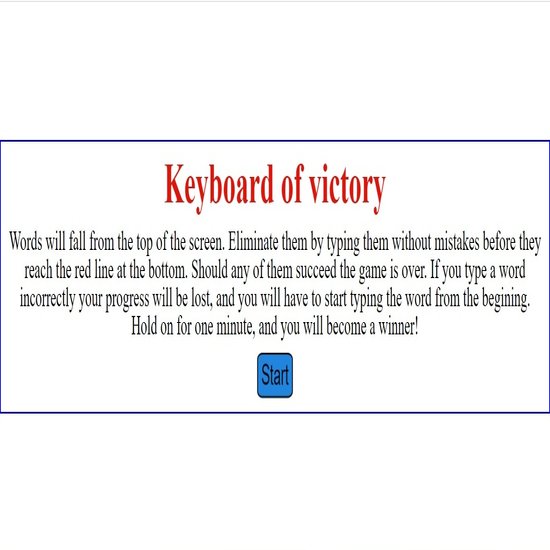 Keyboard of victory
Words will fall from the top of the screen. Eliminate them by typing them without mistakes before they
reach the red line at the bottom. Should any of them succeed the game is over. If you type a word
incorrectly your progress will be lost, and you will have to start typing the word from the begining.
Hold on for one minute, and you will become a winner!
Start